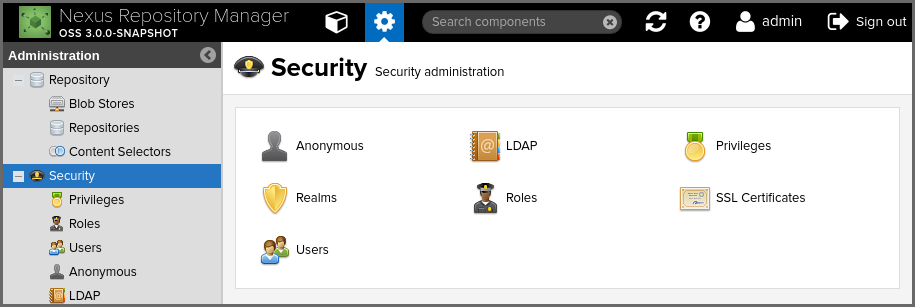 Nexus Repository Manager
OSS 3.0.0-SNAPSHOT
Search components
admin
Sign out
Administration
Repository
Blob Stores
Repositories
Content Selectors
Security
Privileges
Roles
Users
Anonymous
LDAP
Security Security administration
Anonymous LDAP Privileges
Realms Roles SSL Certificates
Users